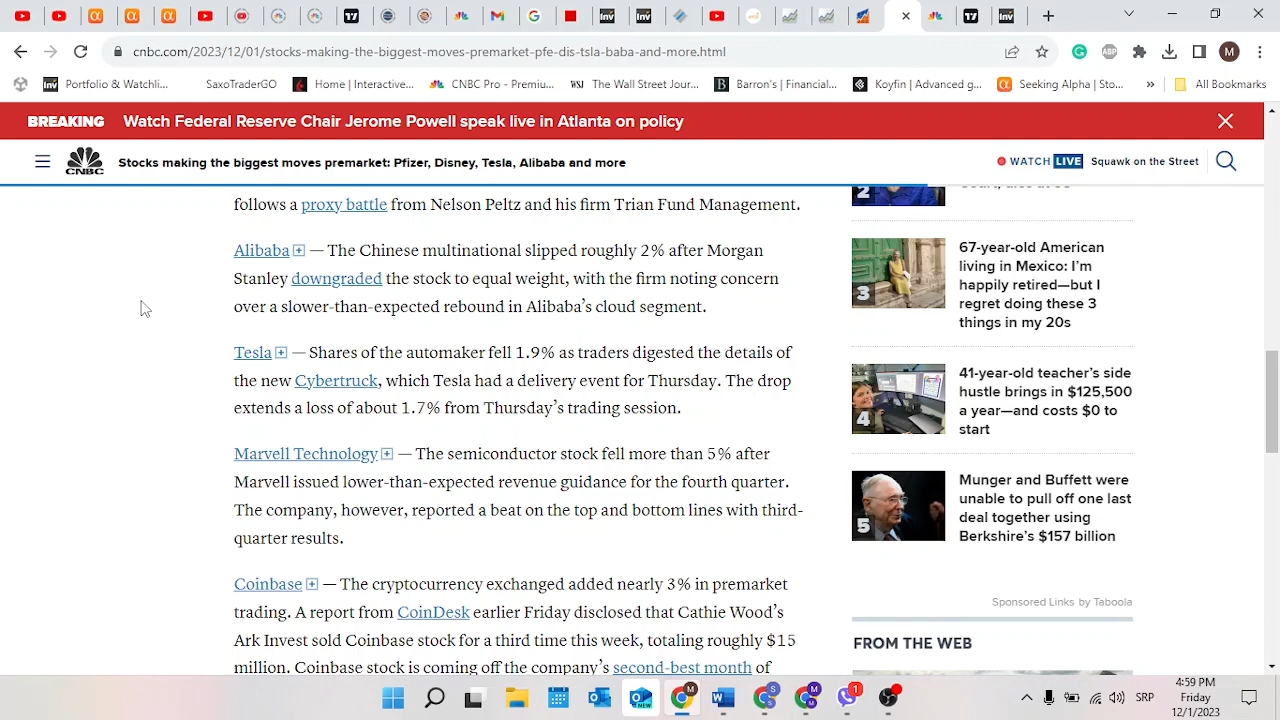 cnbc.com/2023/12/01/stocks-making-the-biggest-moves-premarket-pfe-dis-tsla-baba-and-more.html
M
Portfolio & Watchli...
SaxoTraderGO
Home | Interactive...
CNBC Pro - Premiu...
The Wall Street Jour...
Barron's | Financial...
Koyfin | Advanced g...
Seeking Alpha | Sto...
»
All Bookmarks
BREAKING Watch Federal Reserve Chair Jerome Powell speak live in Atlanta on policy
CNBC
Stocks making the biggest moves premarket: Pfizer, Disney, Tesla, Alibaba and more
WATCH LIVE Squawk on the Street
follow a proxy battle from Nelson Peltz and his firm Trian Fund Management.
Alibaba — The Chinese multinational slipped roughly 2% after Morgan
Stanley downgraded the stock to equal weight, with the firm noting concern
over a slower-than-expected rebound in Alibaba’s cloud segment.
Tesla — Shares of the automaker fell 1.9% as traders digested the details of
the new Cybertruck, which Tesla had a delivery event for Thursday. The drop
extends a loss of about 1.7% from Thursday’s trading session.
Marvell Technology — The semiconductor stock fell more than 5% after
Marvell issued lower-than-expected revenue guidance for the fourth quarter.
The company, however, reported a beat on the top and bottom lines with third-
quarter results.
Coinbase — The cryptocurrency exchanged added nearly 3% in premarket
trading. A report from CoinDesk earlier Friday disclosed that Cathie Wood’s
Ark Invest sold Coinbase stock for a third time this week, totaling roughly $15
million. Coinbase stock is coming off the company’s second-best month of
2
3
67-year-old American
living in Mexico: I’m
happily retired—but I
regret doing these 3
things in my 20s
4
41-year-old teacher’s side
hustle brings in $125,500
a year—and costs $0 to
start
5
Munger and Buffett were
unable to pull off one last
deal together using
Berkshire’s $157 billion
Sponsored Links by Taboola
FROM THE WEB
SRP
4:59 PM
Friday
12/1/2023